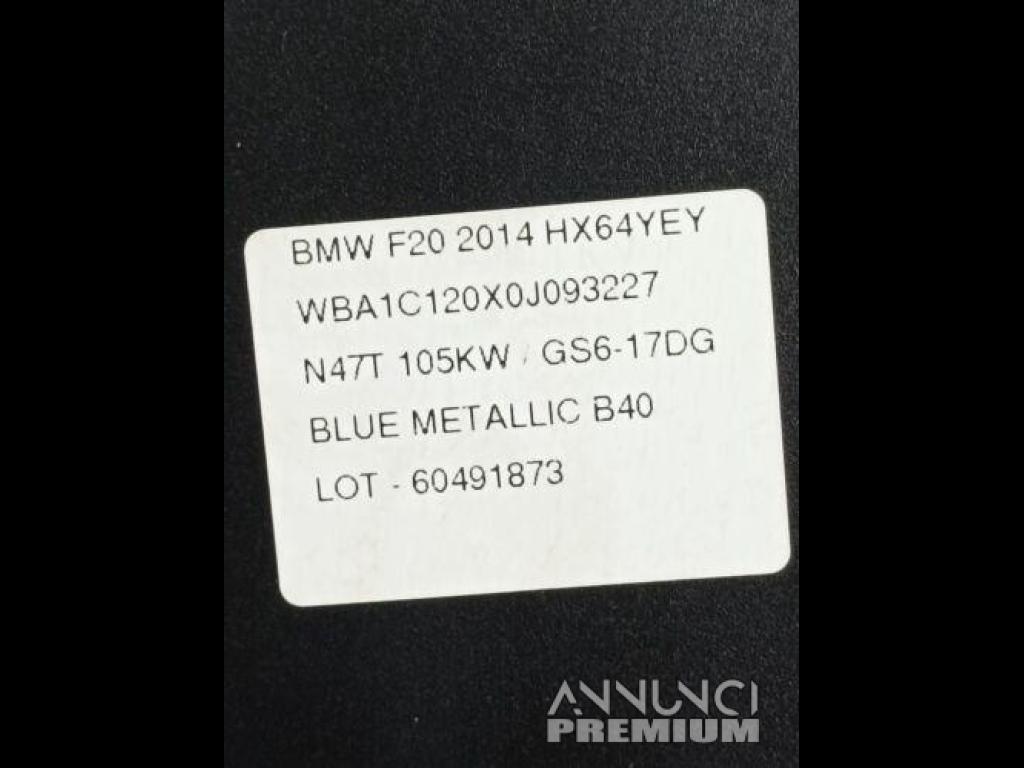 BMW F20 2014 HX64YEY
WBA1C120X0J093227
N47T 105KW / GS6-17DG
BLUE METALLIC B40
LOT - 60491873
ANNUNCI
PREMIUM